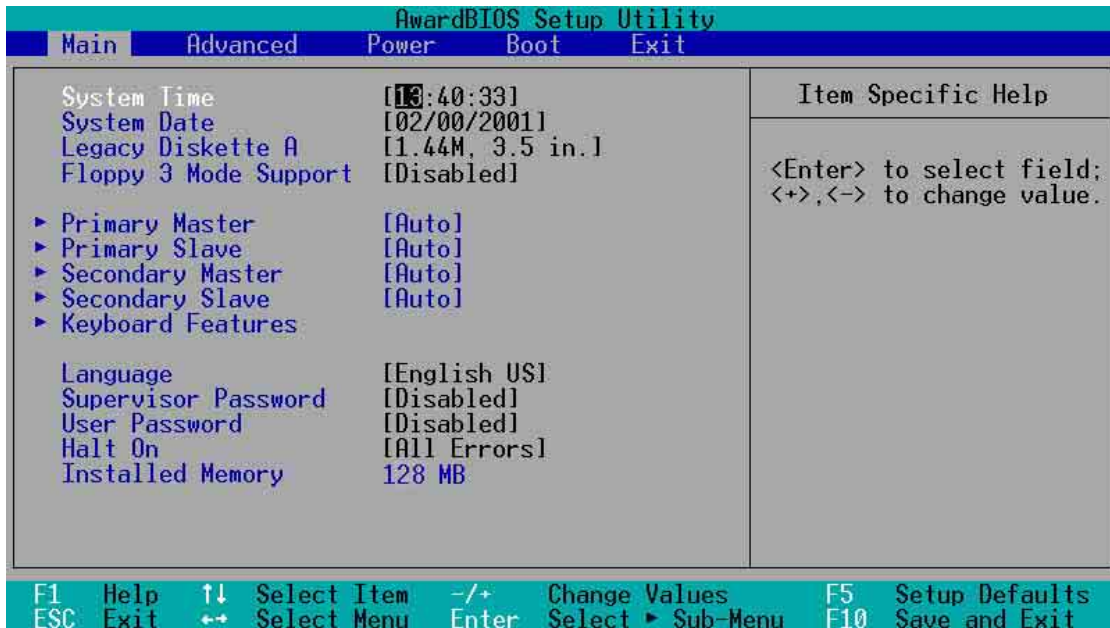 AwardBIOS Setup Utility
Main Advanced Power Boot Exit
System Time [13:40:33]
System Date [02/00/2001]
Legacy Diskette A [1.44M, 3.5 in.]
Floppy 3 Mode Support [Disabled]
▶ Primary Master [Auto]
▶ Primary Slave [Auto]
▶ Secondary Master [Auto]
▶ Secondary Slave [Auto]
▶ Keyboard Features
Language [English US]
Supervisor Password [Disabled]
User Password [Disabled]
Halt On [All Errors]
Installed Memory 128 MB
Item Specific Help
<Enter> to select field;
<+>,<-> to change value.
F1 Help ↑↓ Select Item -/+ Change Values F5 Setup Defaults
ESC Exit ←→ Select Menu Enter Select ▶ Sub-Menu F10 Save and Exit